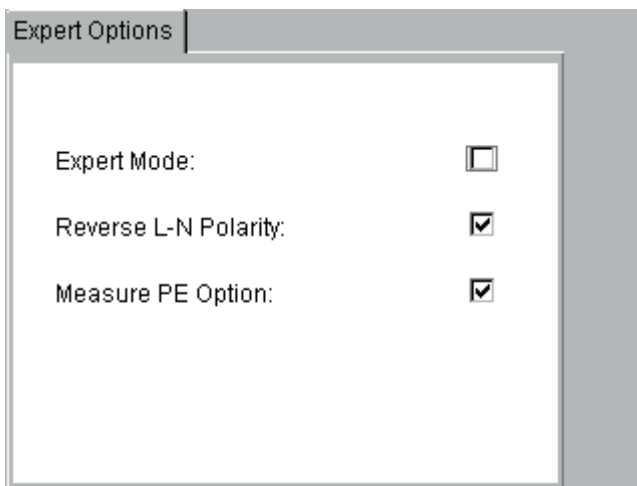 Expert Options
Expert Mode:
Reverse L-N Polarity:
Measure PE Option: